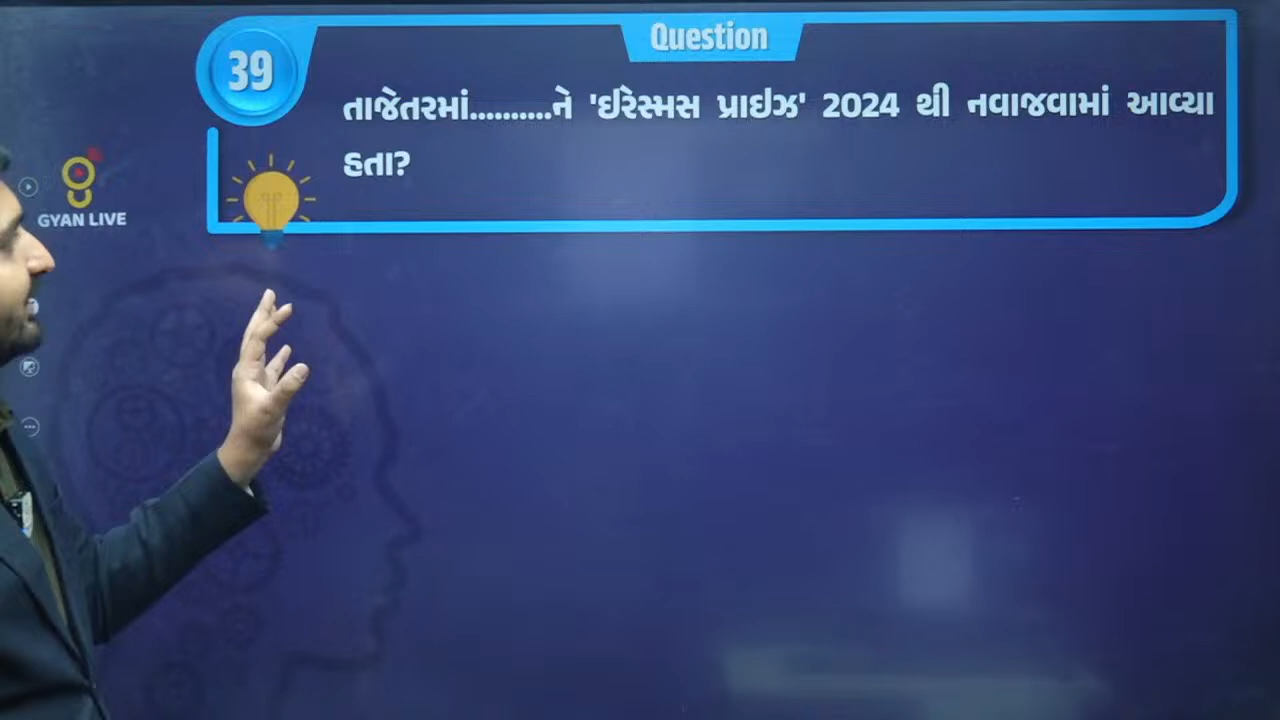 39
Question
તાજેતરમાં..........ને 'ઈરેસ્મસ પ્રાઇઝ' 2024 થી નવાજવામાં આવ્યા
હતા?
GYAN LIVE